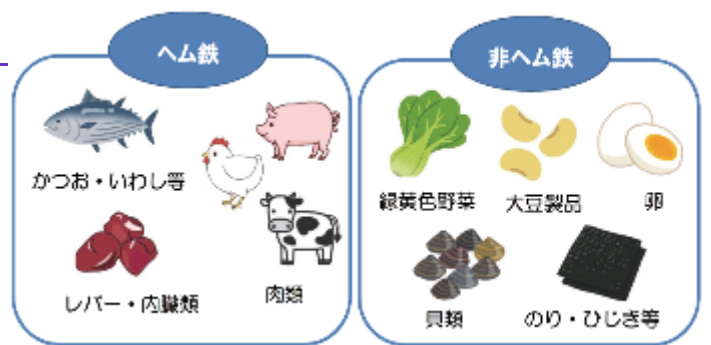 ヘム鉄
かつお・いわし等
レバー・内臓類
肉類
非ヘム鉄
緑黄色野菜
大豆製品
卵
貝類
のり・ひじき等